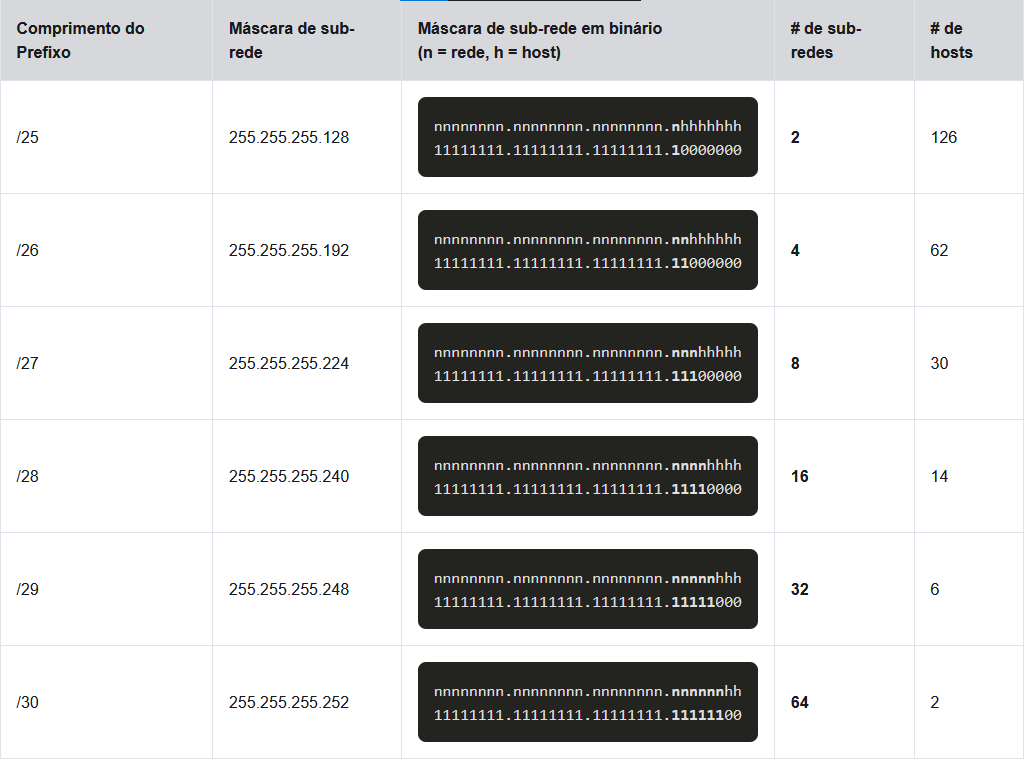 Comprimento do Prefixo
Máscara de sub-rede
Máscara de sub-rede em binário
(n = rede, h = host)
# de sub-redes
# de hosts
/25
255.255.255.128
nnnnnnnn.nnnnnnnn.nnnnnnnn.nhhhhhhh
11111111.11111111.11111111.10000000
2
126
/26
255.255.255.192
nnnnnnnn.nnnnnnnn.nnnnnnnn.nnhhhhhh
11111111.11111111.11111111.11000000
4
62
/27
255.255.255.224
nnnnnnnn.nnnnnnnn.nnnnnnnn.nnnhhhhh
11111111.11111111.11111111.11100000
8
30
/28
255.255.255.240
nnnnnnnn.nnnnnnnn.nnnnnnnn.nnnnhhhh
11111111.11111111.11111111.11110000
16
14
/29
255.255.255.248
nnnnnnnn.nnnnnnnn.nnnnnnnn.nnnnnhhh
11111111.11111111.11111111.11111000
32
6
/30
255.255.255.252
nnnnnnnn.nnnnnnnn.nnnnnnnn.nnnnnnhh
11111111.11111111.11111111.11111100
64
2